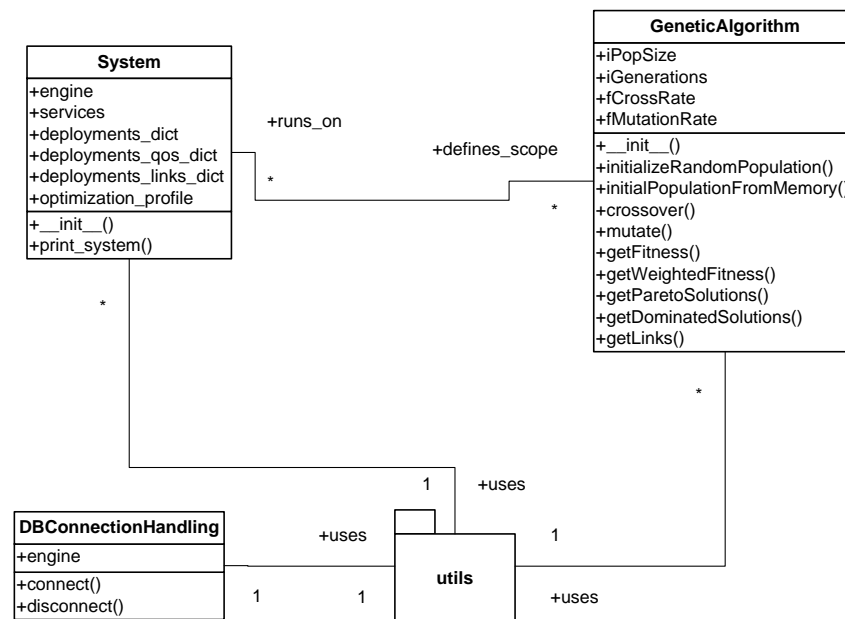 System
+engine
+services
+deployments_dict
+deployments_qos_dict
+deployments_links_dict
+optimization_profile
+__init__()
+print_system()
GeneticAlgorithm
+iPopSize
+iGenerations
+fCrossRate
+fMutationRate
+__init__()
+initializeRandomPopulation()
+initialPopulationFromMemory()
+crossover()
+mutate()
+getFitness()
+getWeightedFitness()
+getParetoSolutions()
+getDominatedSolutions()
+getLinks()
+runs_on
*
+defines_scope
*
*
*
1
+uses
DBConnectionHandling
+engine
+connect()
+disconnect()
+uses
1
1
utils
1
+uses